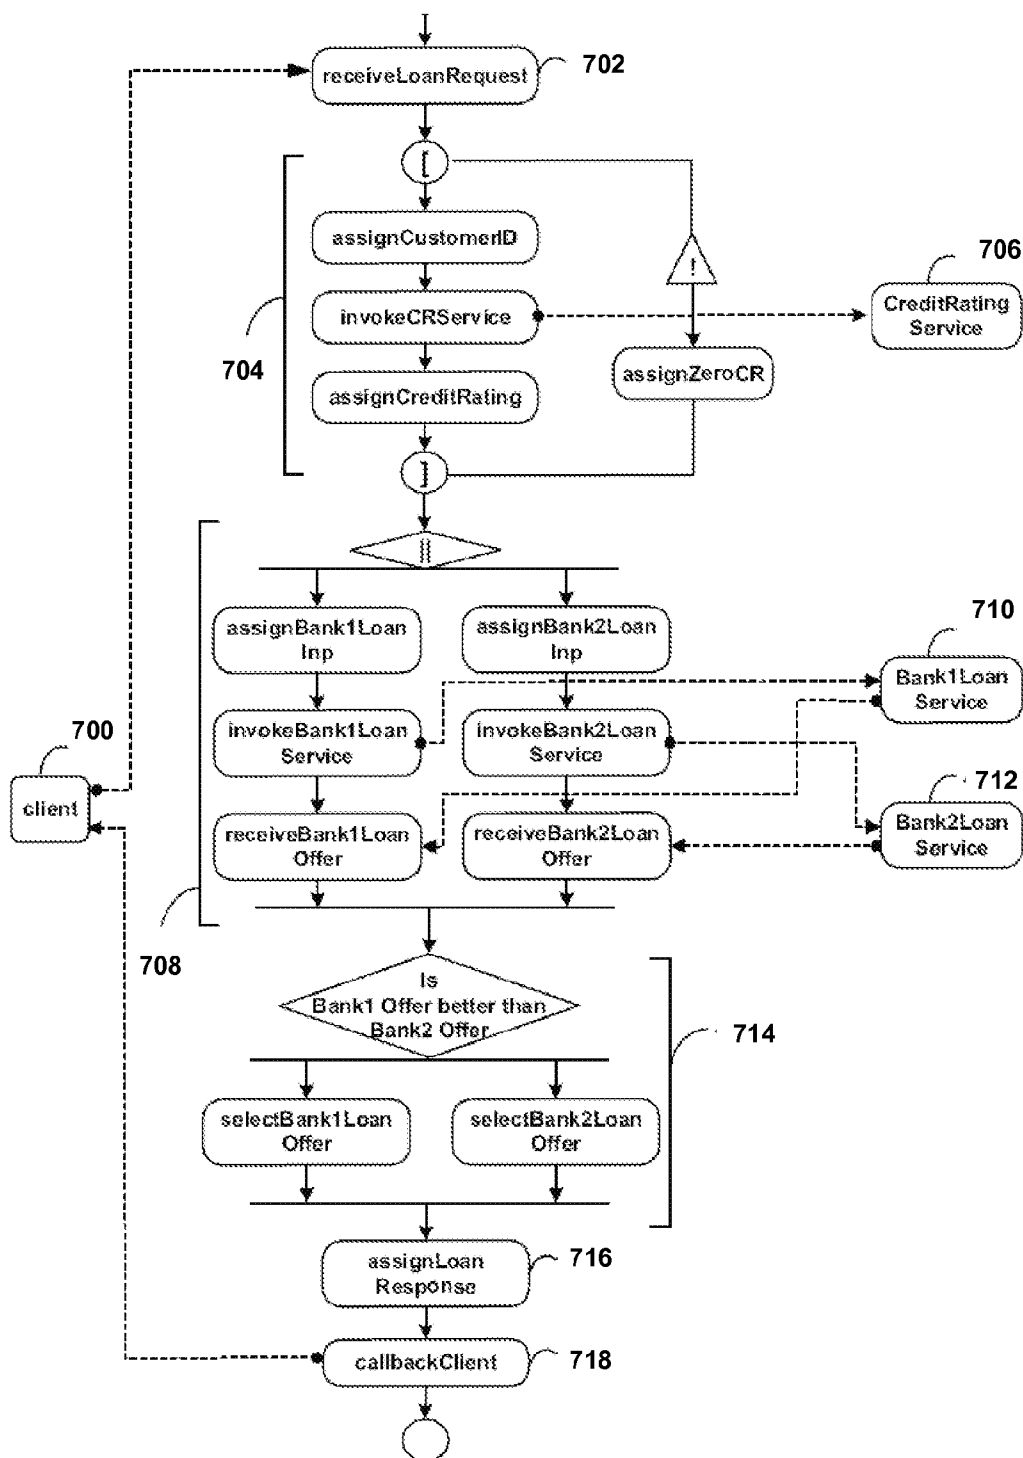 receiveLoanRequest
702
[
assignCustomerID
!
706
CreditRating
Service
invokeCRService
704
assignZeroCR
assignCreditRating
]
||
assignBank1Loan
Inp
assignBank2Loan
Inp
710
Bank1Loan
Service
700
client
invokeBank1Loan
Service
invokeBank2Loan
Service
712
Bank2Loan
Service
receiveBank1Loan
Offer
receiveBank2Loan
Offer
708
Is
Bank1 Offer better than
Bank2 Offer
714
selectBank1Loan
Offer
selectBank2Loan
Offer
assignLoan
Response
716
callbackClient
718